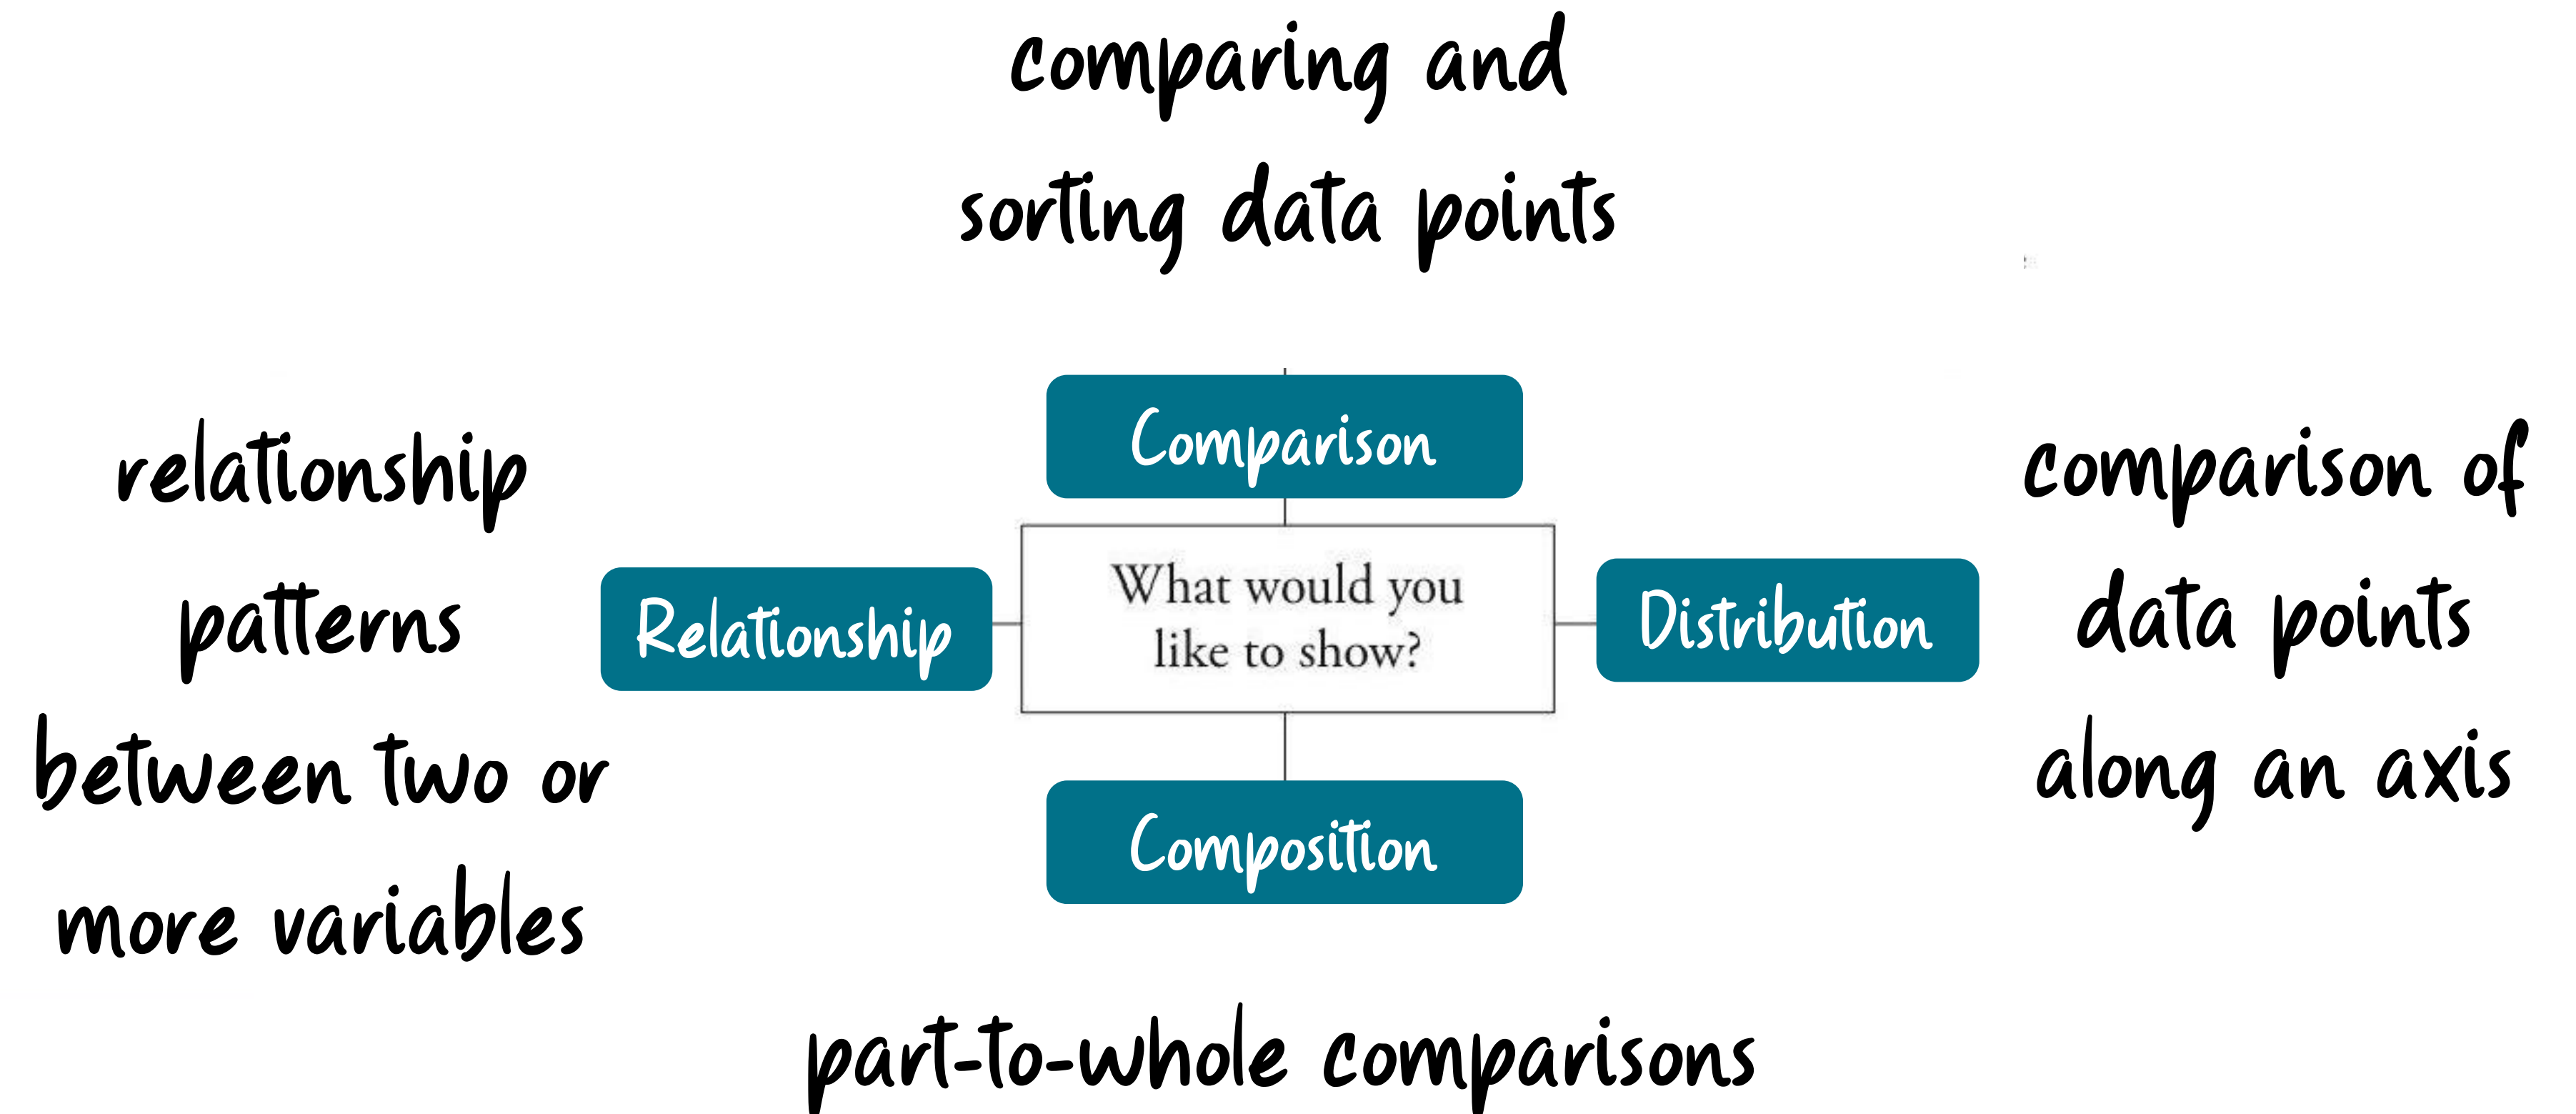 comparing and
sorting data points
Comparison
relationship
patterns
between two or
more variables
Relationship
What would you
like to show?
Distribution
comparison of
data points
along an axis
Composition
part-to-whole comparisons